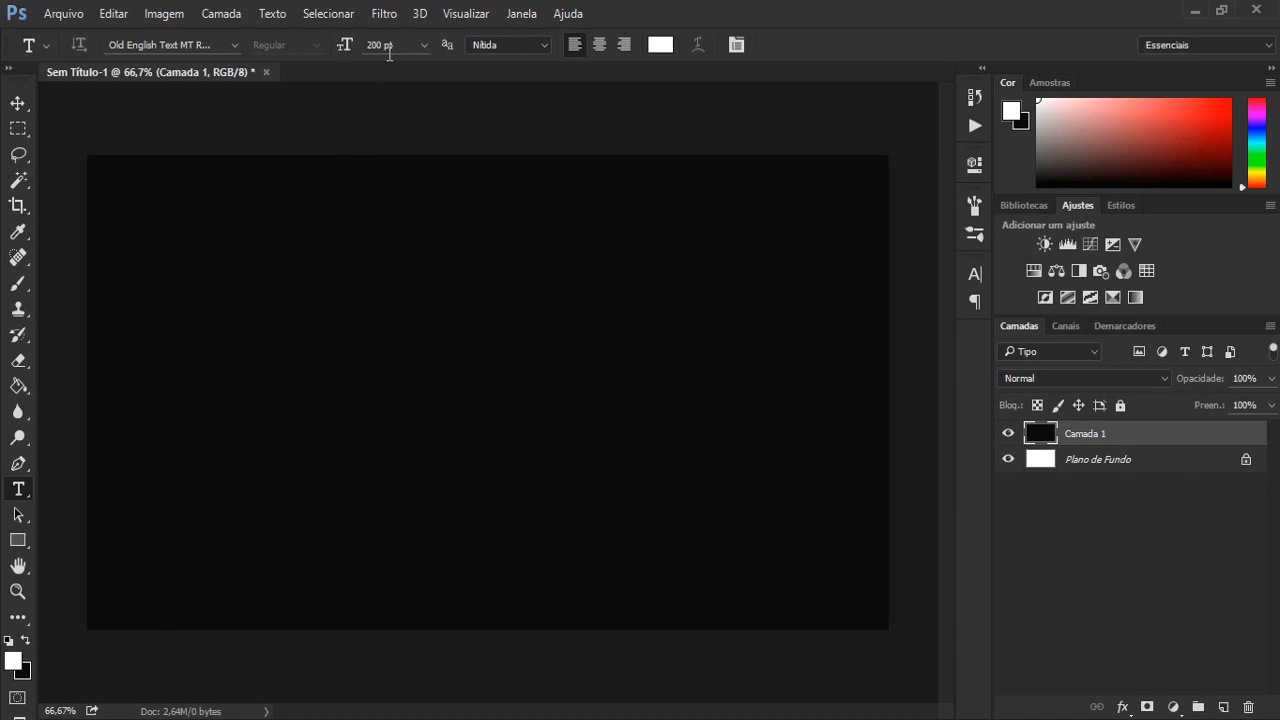 Ps Arquivo Editar Imagem Camada Texto Selecionar Filtro 3D Visualizar Janela Ajuda
T Old English Text MT R... Regular 200 pt Nítida Essenciais
Sem Título-1 @ 66,7% (Camada 1, RGB/8) * ×
Cor Amostras
Bibliotecas Ajustes Estilos
Adicionar um ajuste
Camadas Canais Demarcadores
Tipo
Normal Opacidade: 100%
Bloq.: Preen.: 100%
Camada 1
Plano de Fundo
66,67% Doc: 2,64M/0 bytes